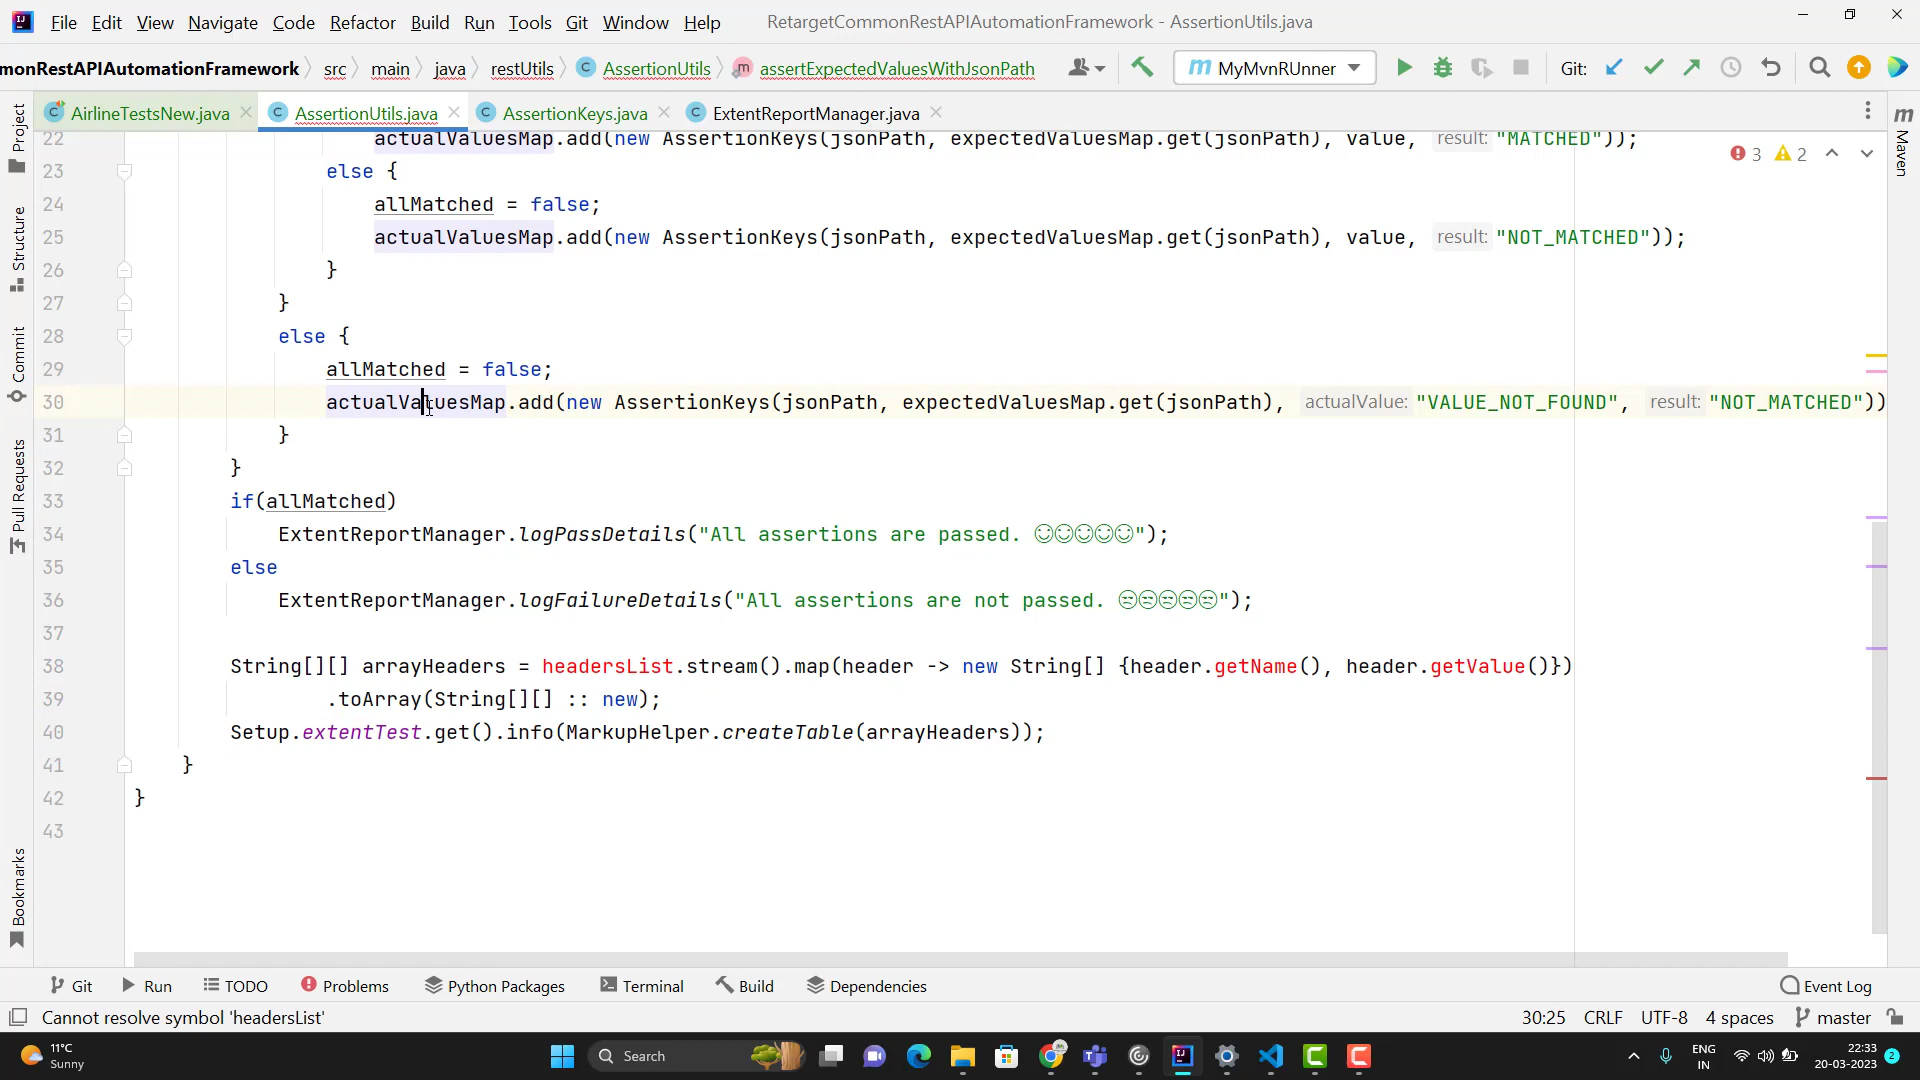 File Edit View Navigate Code Refactor Build Run Tools Git Window Help RetargetCommonRestAPIAutomationFramework - AssertionUtils.java
monRestAPIAutomationFramework src main java restUtils AssertionUtils assertExpectedValuesWithJsonPath MyMvnRUnner Git:
AirlineTestsNew.java AssertionUtils.java AssertionKeys.java ExtentReportManager.java
22 actualValuesMap.add(new AssertionKeys(jsonPath, expectedValuesMap.get(jsonPath), value, result: "MATCHED"));
3 2
23 else {
24 allMatched = false;
25 actualValuesMap.add(new AssertionKeys(jsonPath, expectedValuesMap.get(jsonPath), value, result: "NOT_MATCHED"));
26 }
27 }
28 else {
29 allMatched = false;
30 actualValuesMap.add(new AssertionKeys(jsonPath, expectedValuesMap.get(jsonPath), actualValue: "VALUE_NOT_FOUND", result: "NOT_MATCHED"))
31 }
32 }
33 if(allMatched)
34 ExtentReportManager.logPassDetails("All assertions are passed. 😊😊😊😊😊");
35 else
36 ExtentReportManager.logFailureDetails("All assertions are not passed. 😒😒😒😒😒");
37
38 String[][] arrayHeaders = headersList.stream().map(header -> new String[] {header.getName(), header.getValue()})
39 .toArray(String[][] :: new);
40 Setup.extentTest.get().info(MarkupHelper.createTable(arrayHeaders));
41 }
42 }
43
Project
Structure
Commit
Pull Requests
Bookmarks
m
Maven
Git Run TODO Problems Python Packages Terminal Build Dependencies Event Log
Cannot resolve symbol 'headersList' 30:25 CRLF UTF-8 4 spaces master
11°C
Sunny
Search
ENG
IN
22:33
20-03-2023
2